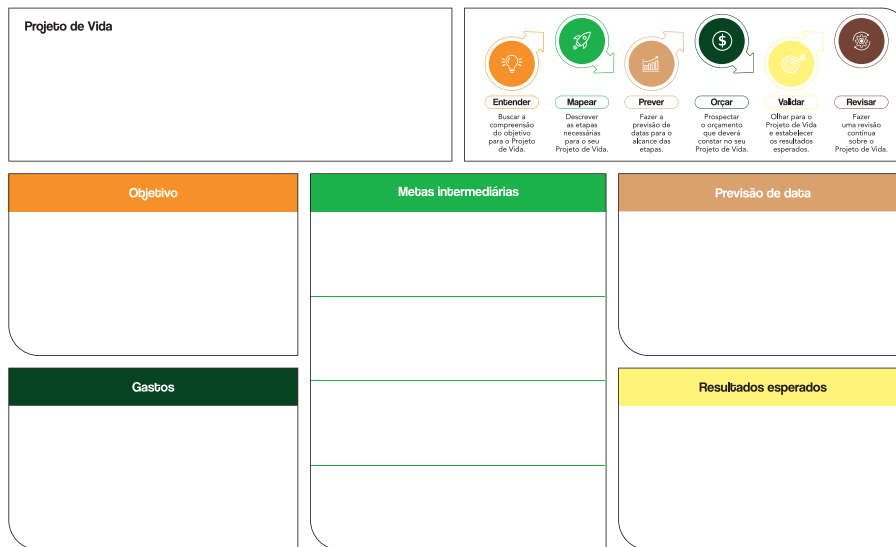 Projeto de Vida
$
Entender
Buscar a
compreensão
do objetivo
para o Projeto
de Vida.
Mapear
Descrever
as etapas
necessárias
para o seu
Projeto de Vida.
Prever
Fazer a
previsão de
datas para o
alcance das
etapas.
Orçar
Prospectar
o orçamento
que deverá
constar no seu
Projeto de Vida.
Validar
Olhar para o
Projeto de Vida
e estabelecer
os resultados
esperados.
Revisar
Fazer
uma revisão
contínua
sobre o
Projeto de Vida.
Objetivo
Metas intermediárias
Previsão de data
Gastos
Resultados esperados